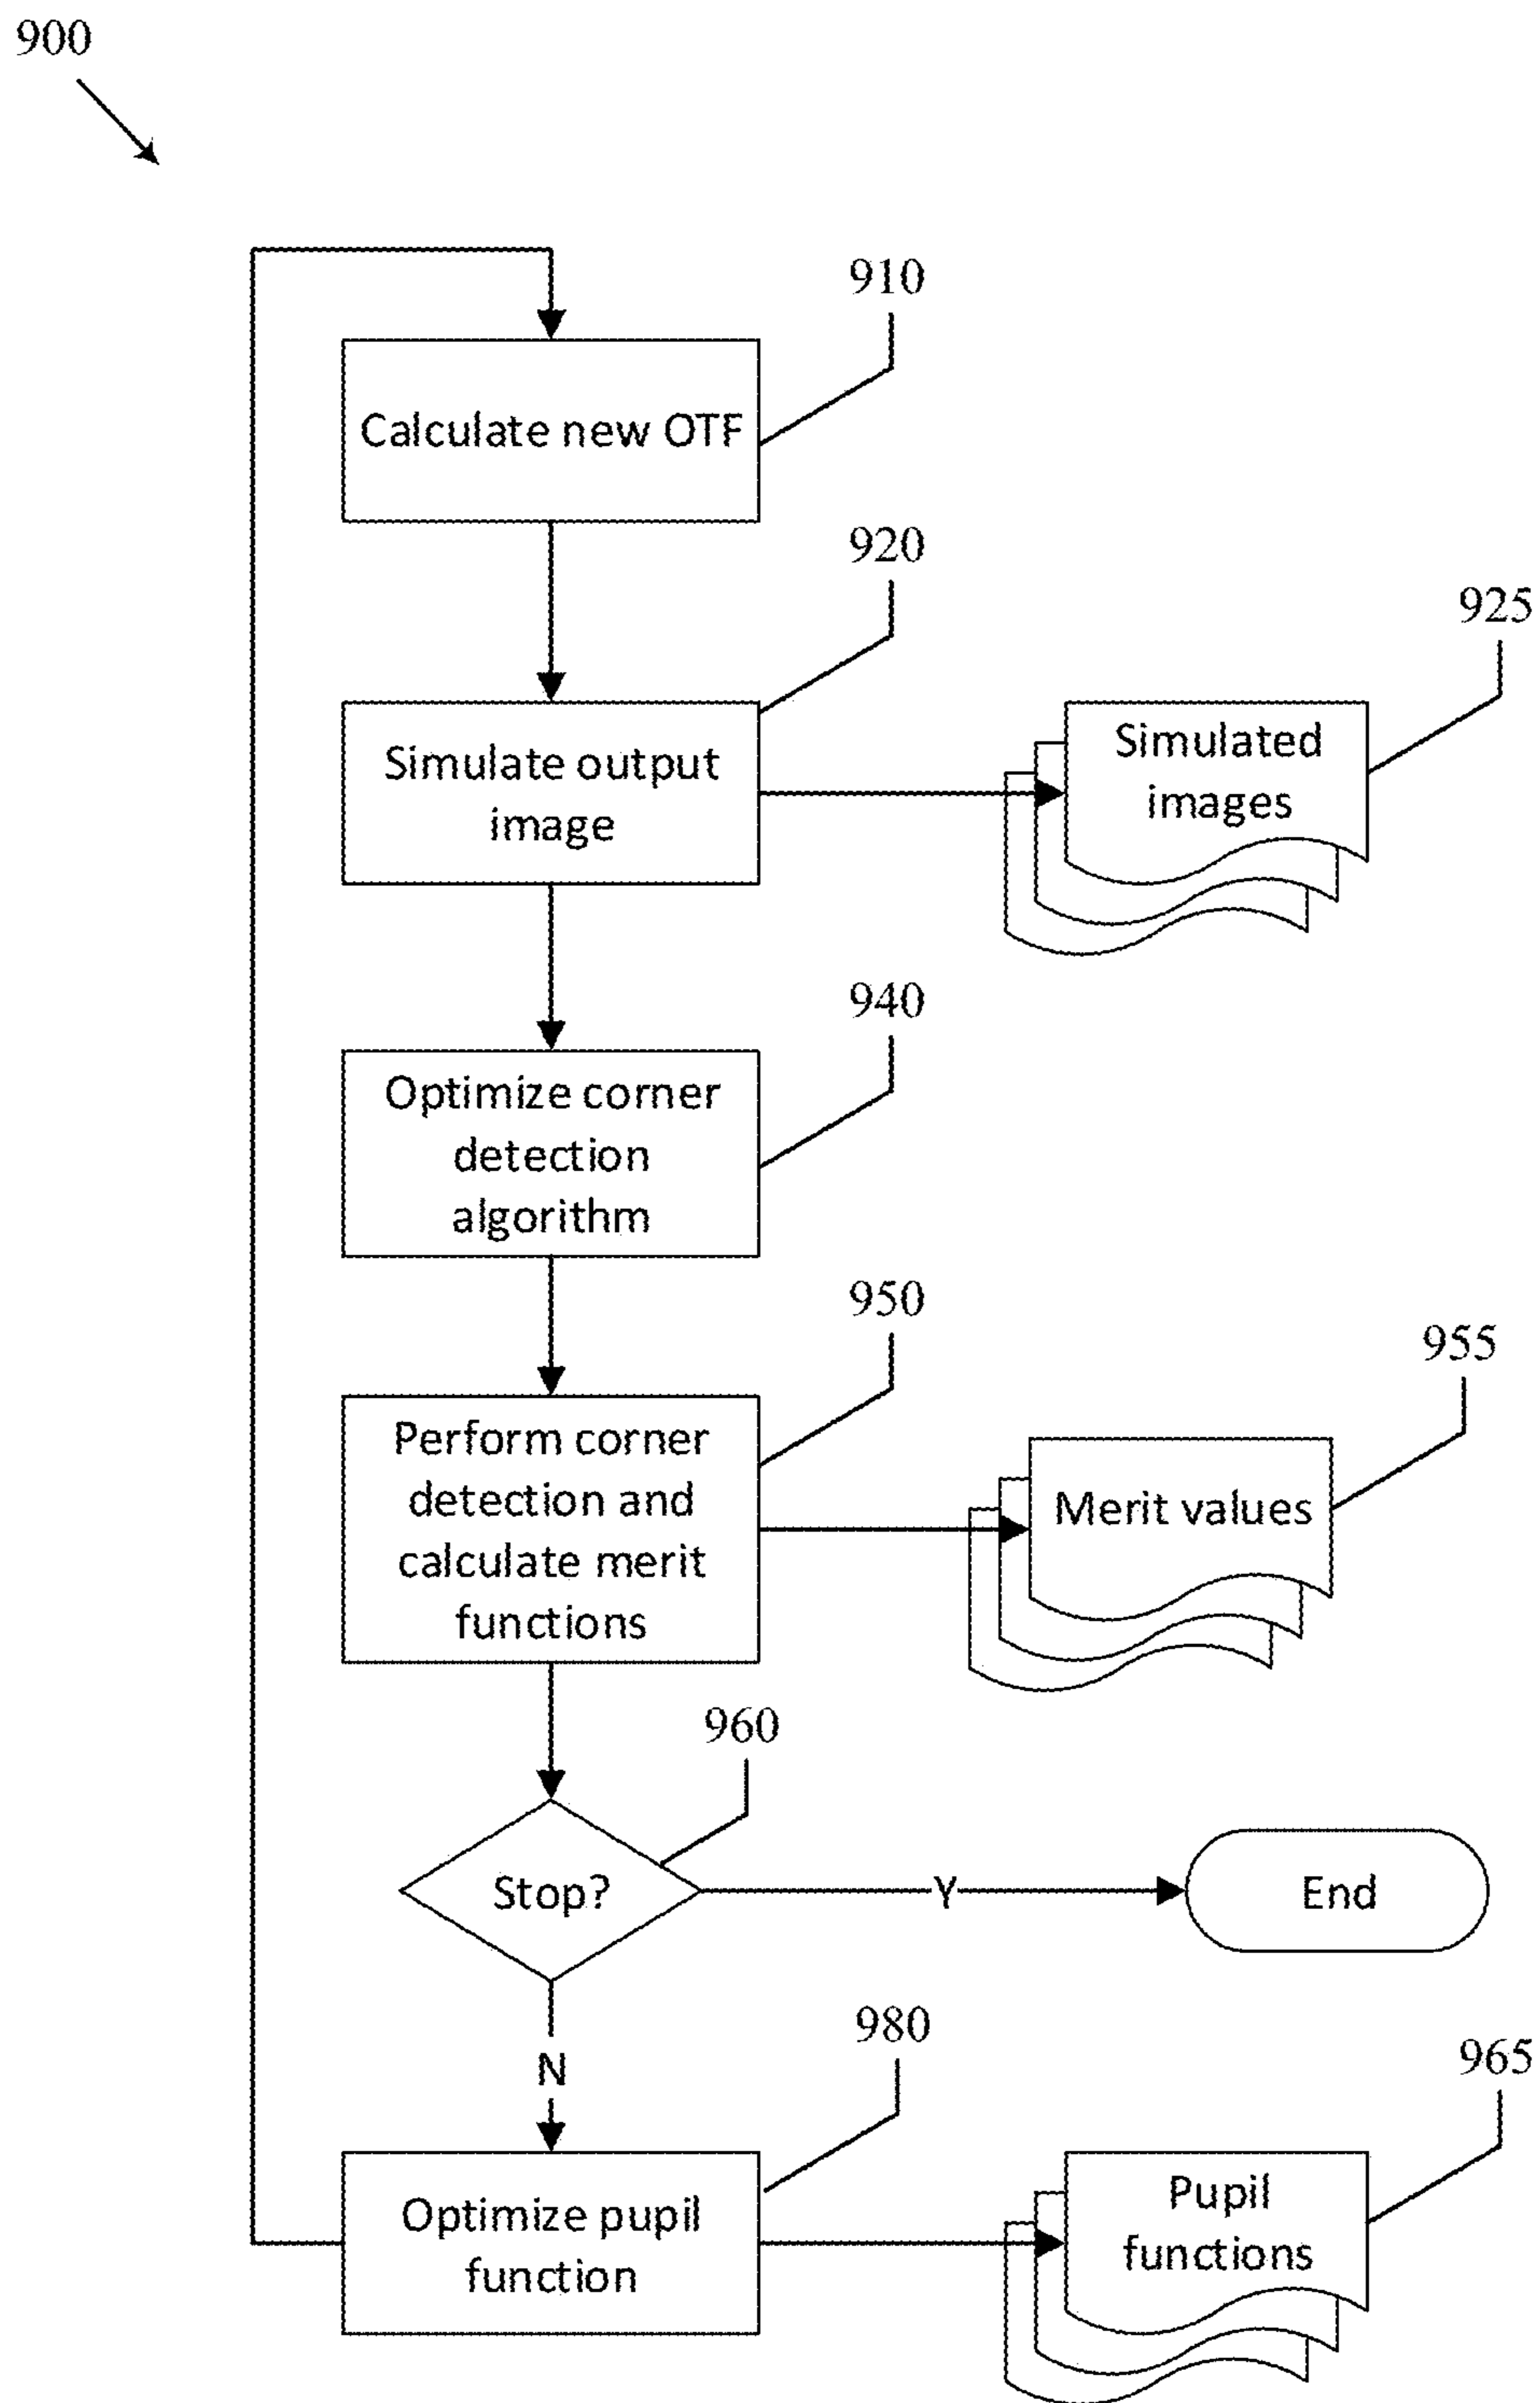 900
910
Calculate new OTF
920
925
Simulate output
image
Simulated
images
940
Optimize corner
detection
algorithm
950
955
Perform corner
detection and
calculate merit
functions
Merit values
960
Stop?
Y
End
N
980
965
Optimize pupil
function
Pupil
functions